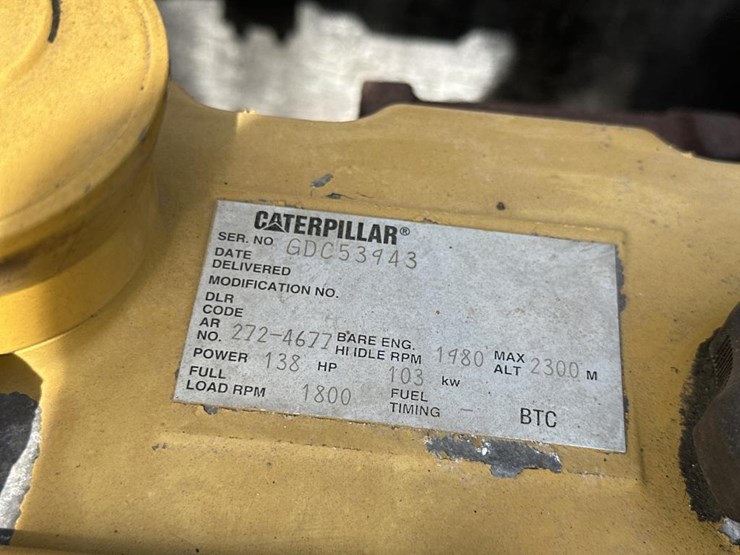 CATERPILLAR®
SER. NO. GDC53943
DATE
DELIVERED
MODIFICATION NO.
DLR
CODE
AR
NO. 272-4677 BARE ENG.
HI IDLE RPM 1980 MAX
ALT 2300 M
POWER 138 HP 103 kW
FULL
LOAD RPM 1800 FUEL
TIMING - BTC